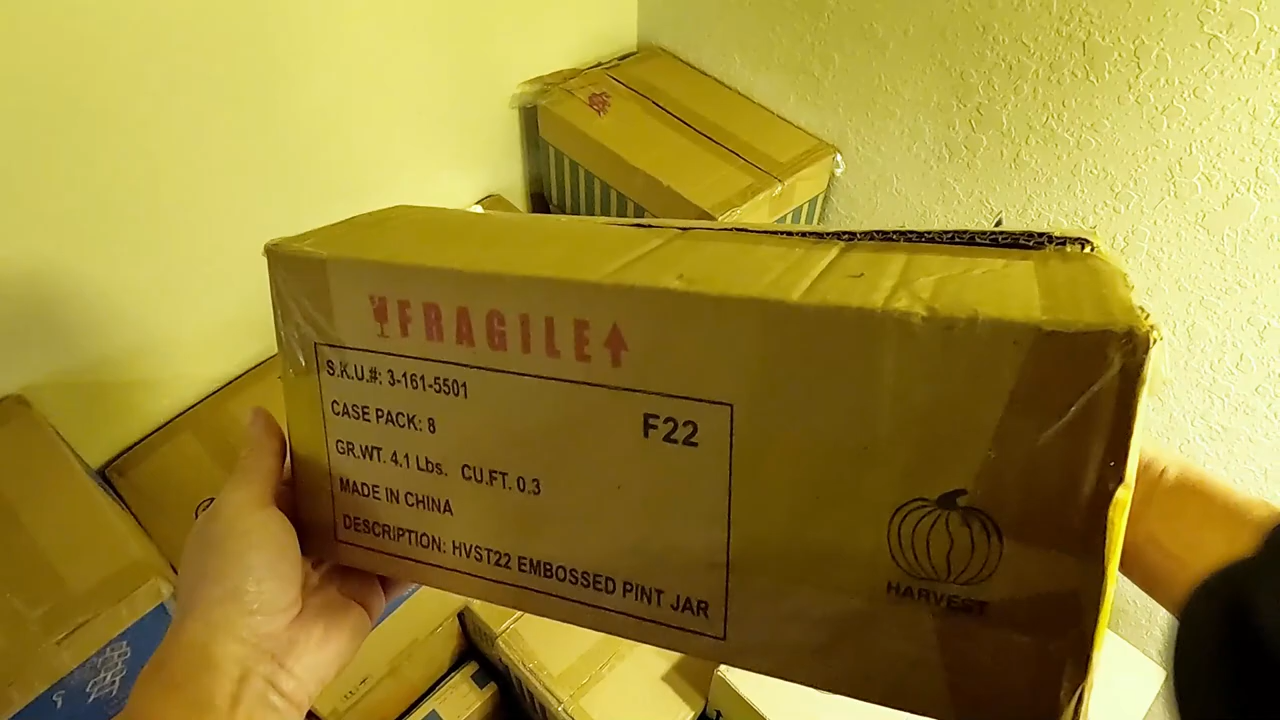 FRAGILE
S.K.U.#: 3-161-5501
CASE PACK: 8
F22
GR.WT. 4.1 Lbs. CU.FT. 0.3
MADE IN CHINA
DESCRIPTION: HVST22 EMBOSSED PINT JAR
HARVEST